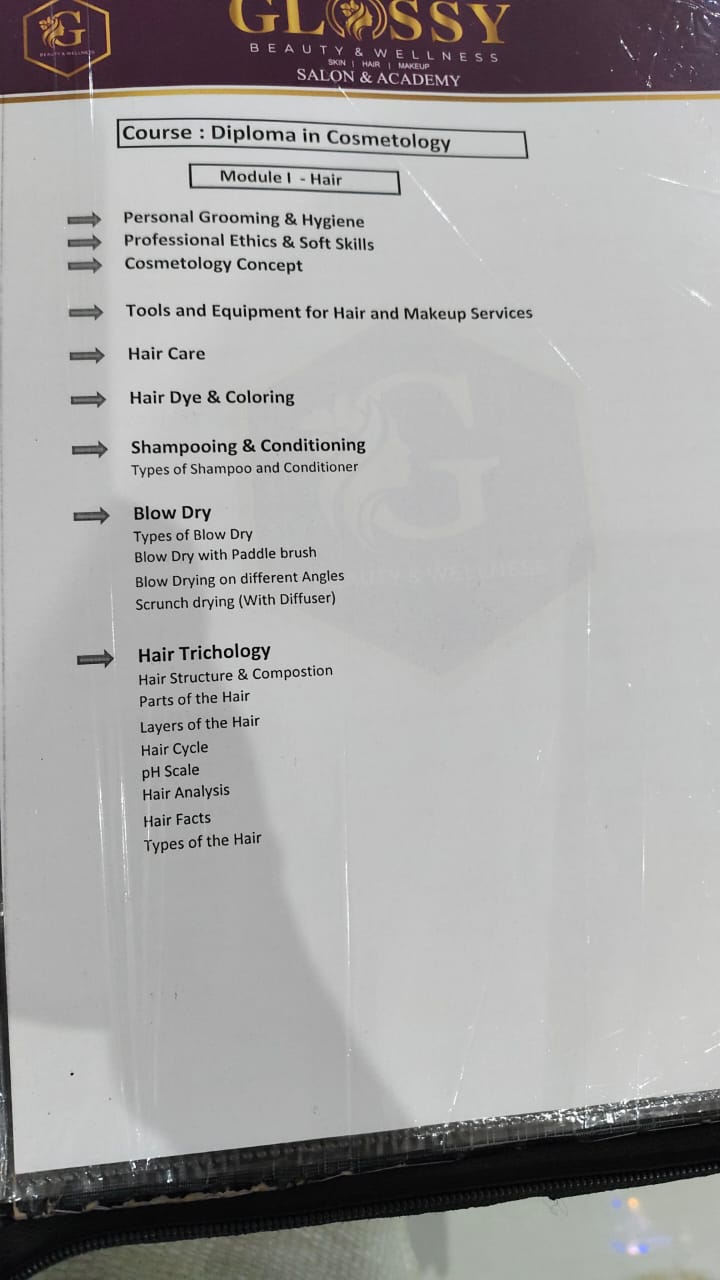 GLOSSY
BEAUTY & WELLNESS
SKIN | HAIR | MAKEUP
SALON & ACADEMY
G
BEAUTY & WELLNESS
Course : Diploma in Cosmetology
Module I - Hair
Personal Grooming & Hygiene
Professional Ethics & Soft Skills
Cosmetology Concept
Tools and Equipment for Hair and Makeup Services
Hair Care
Hair Dye & Coloring
Shampooing & Conditioning
Types of Shampoo and Conditioner
Blow Dry
Types of Blow Dry
Blow Dry with Paddle brush
Blow Drying on different Angles
Scrunch drying (With Diffuser)
Hair Trichology
Hair Structure & Compostion
Parts of the Hair
Layers of the Hair
Hair Cycle
pH Scale
Hair Analysis
Hair Facts
Types of the Hair
G
BEAUTY & WELLNESS